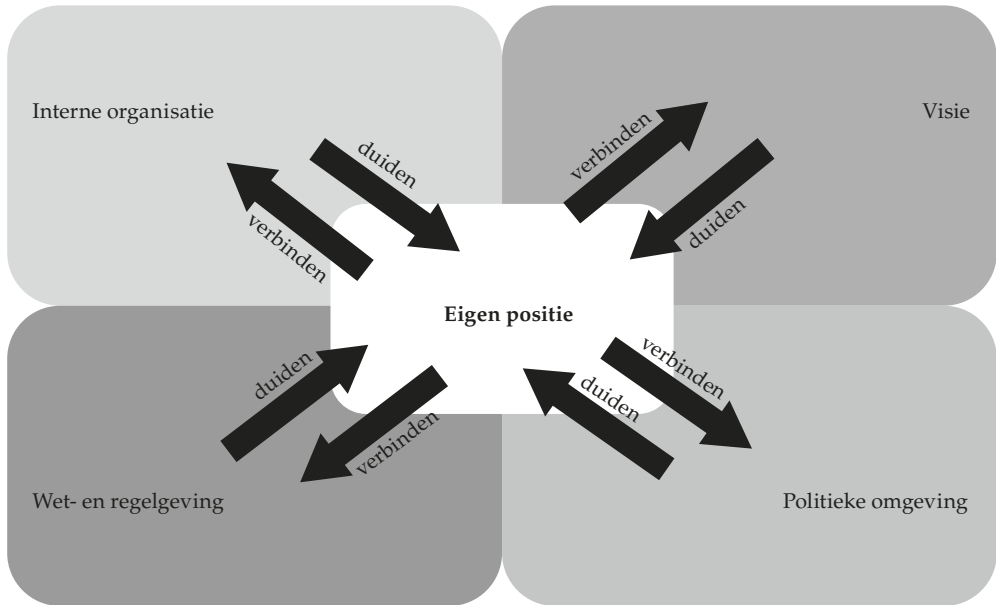 Interne organisatie
Visie
duiden
verbinden
verbinden
duiden
Eigen positie
duiden
verbinden
verbinden
duiden
Wet- en regelgeving
Politieke omgeving